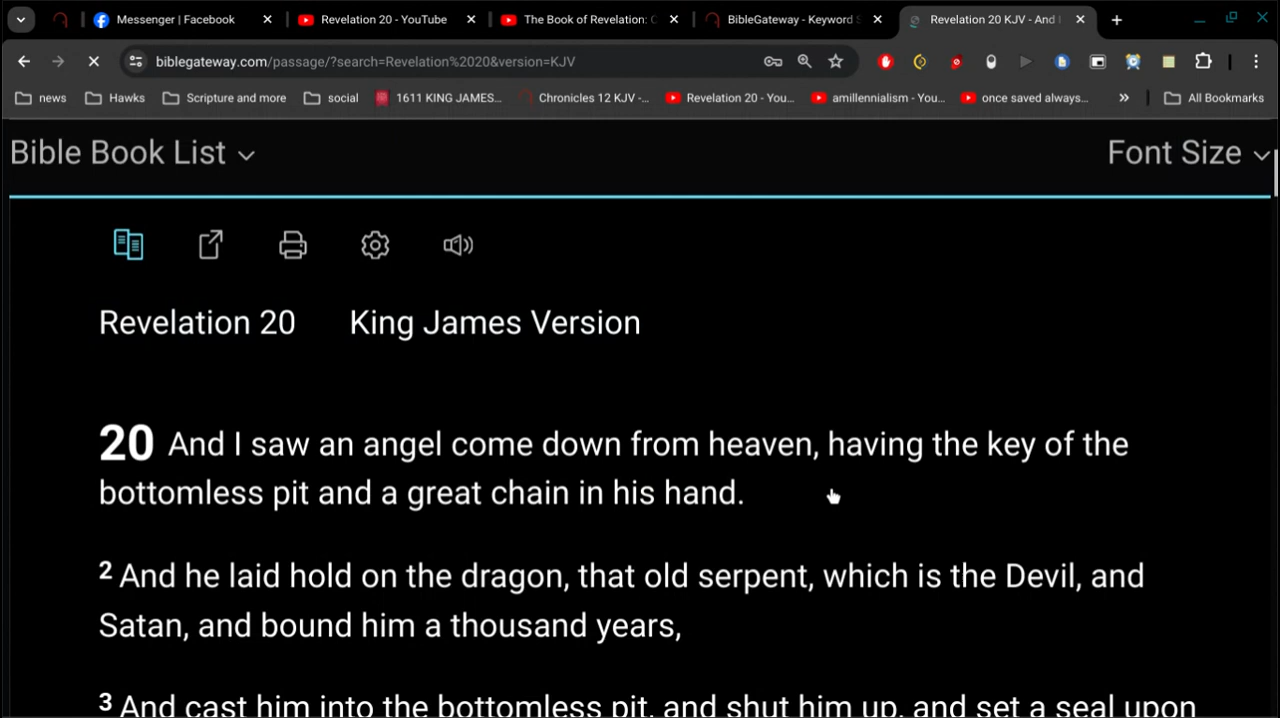 Messenger | Facebook
Revelation 20 - YouTube
The Book of Revelation:
BibleGateway - Keyword
Revelation 20 KJV - And I
biblegateway.com/passage/?search=Revelation%2020&version=KJV
news
Hawks
Scripture and more
social
1611 KING JAMES...
Chronicles 12 KJV -...
Revelation 20 - You...
amillennialism - You...
once saved always...
All Bookmarks
Bible Book List
Font Size
Revelation 20 King James Version
20 And I saw an angel come down from heaven, having the key of the
bottomless pit and a great chain in his hand.
2 And he laid hold on the dragon, that old serpent, which is the Devil, and
Satan, and bound him a thousand years,
3 And cast him into the bottomless pit, and shut him up, and set a seal upon